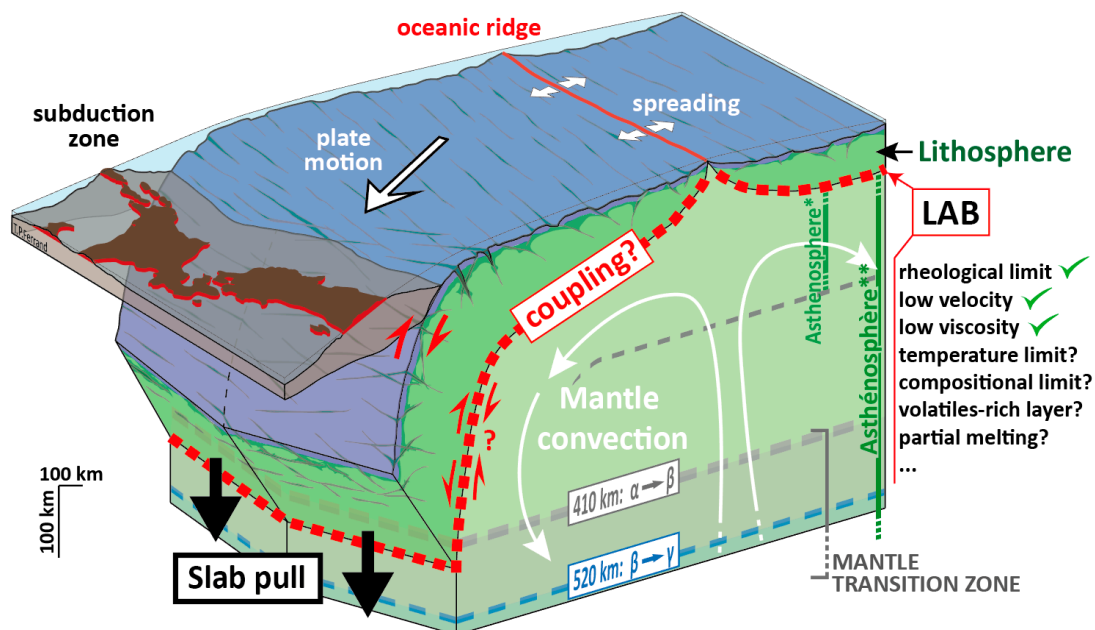 oceanic ridge
subduction
zone
plate
motion
spreading
Lithosphere
LAB
T.P.Ferrand
coupling?
Asthenosphere*
Asthénosphère**
rheological limit ✓
low velocity ✓
low viscosity ✓
temperature limit?
compositional limit?
volatiles-rich layer?
partial melting?
...
Mantle
convection
?
410 km: α → β
100 km
100 km
Slab pull
520 km: β → γ
MANTLE
TRANSITION ZONE